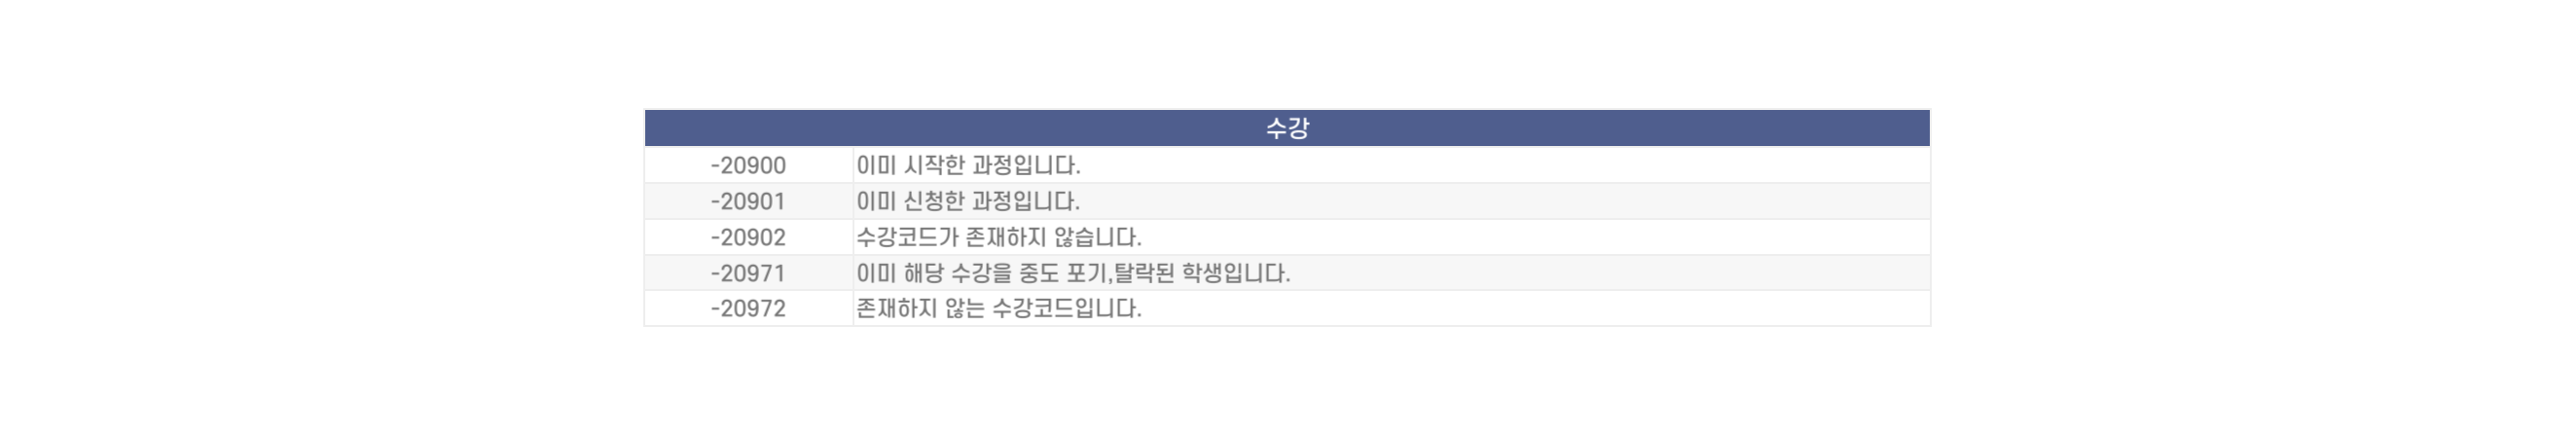 수강
-20900 이미 시작한 과정입니다.
-20901 이미 신청한 과정입니다.
-20902 수강코드가 존재하지 않습니다.
-20971 이미 해당 수강을 중도 포기,탈락된 학생입니다.
-20972 존재하지 않는 수강코드입니다.